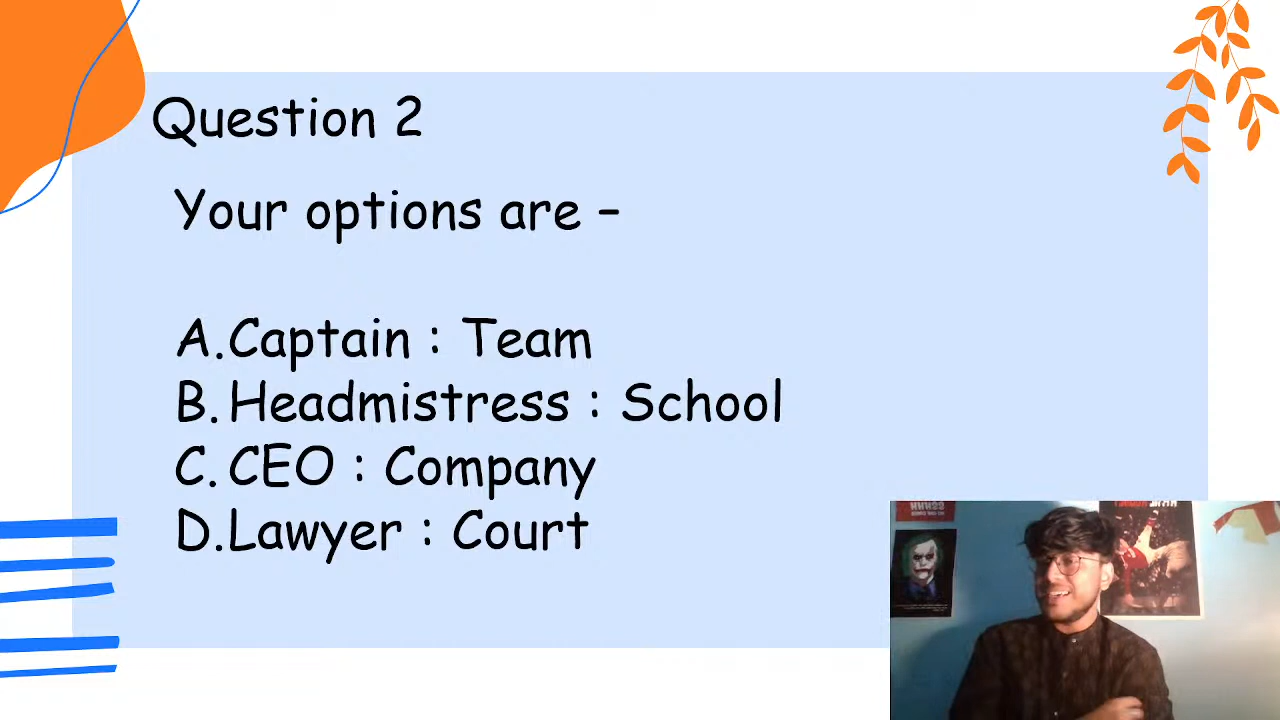 Question 2
Your options are –
A. Captain : Team
B. Headmistress : School
C. CEO : Company
D. Lawyer : Court